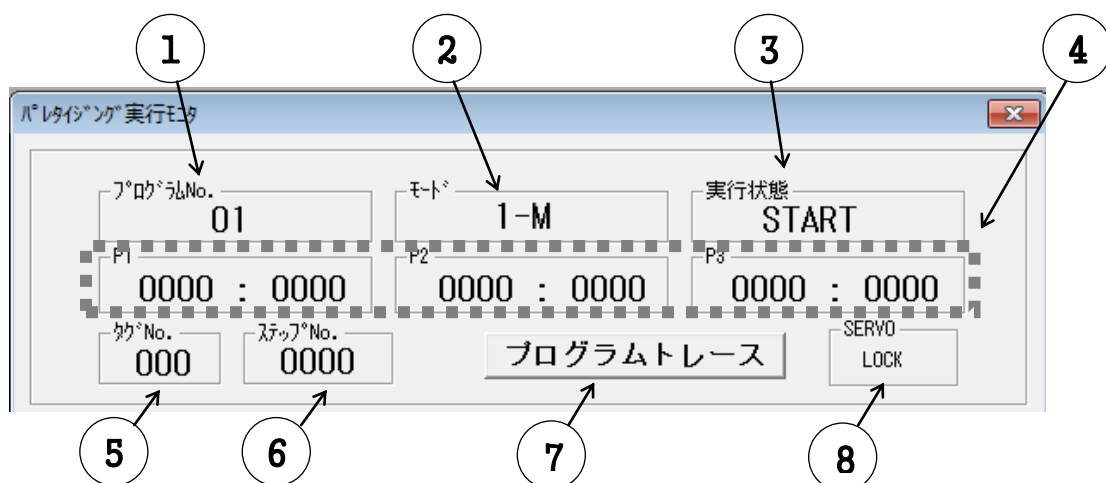 1 2 3 4
パレタイジング実行モニタ
プログラムNo. モード 実行状態
01 1-M START
P1 P2 P3
0000 : 0000 0000 : 0000 0000 : 0000
タグNo. ステップNo. SERVO
000 0000 プログラムトレース LOCK
5 6 7 8